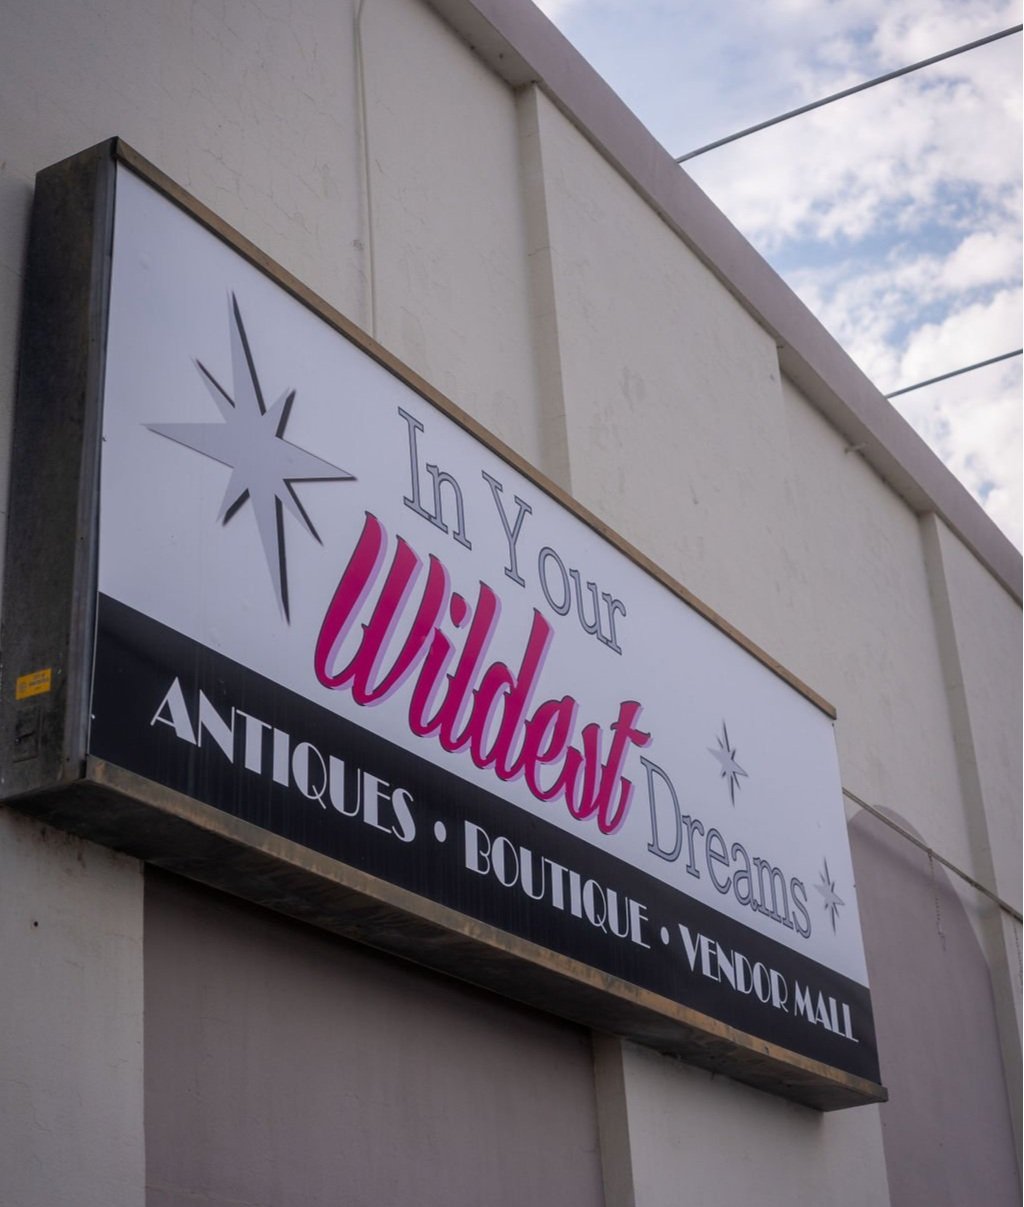 In Your
Wildest
Dreams
ANTIQUES • BOUTIQUE • VENDOR MALL